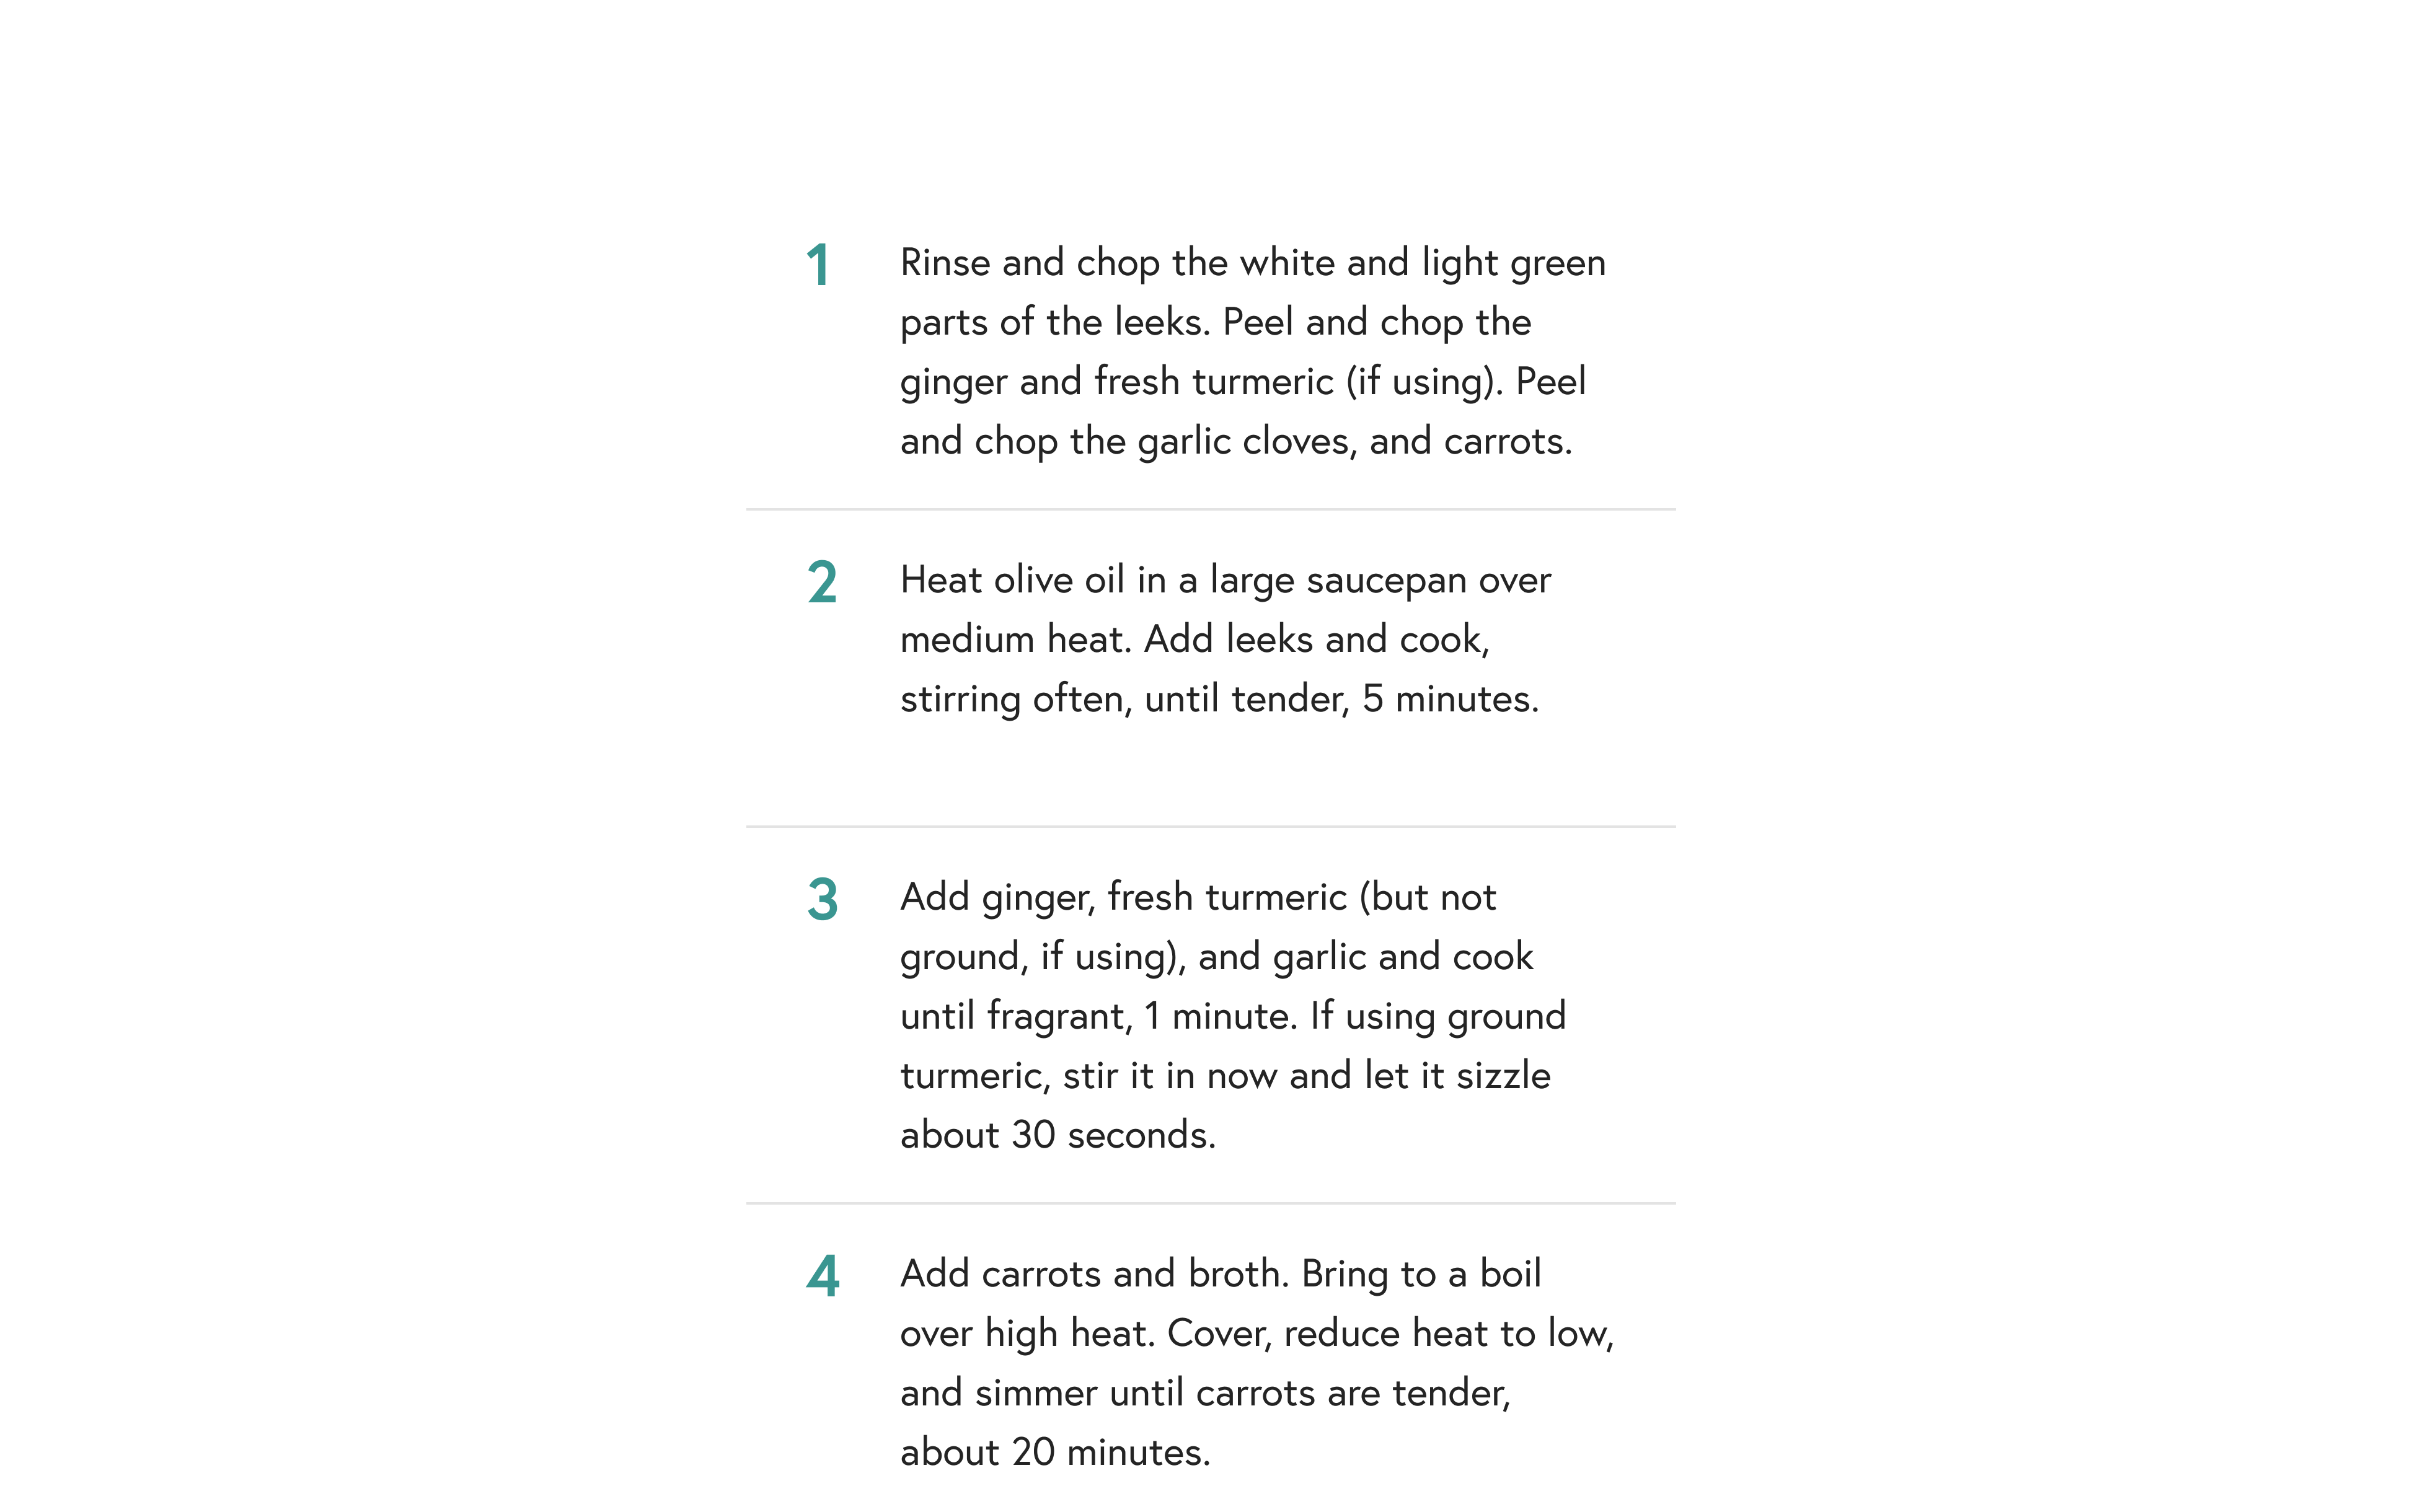 1 Rinse and chop the white and light green
parts of the leeks. Peel and chop the
ginger and fresh turmeric (if using). Peel
and chop the garlic cloves, and carrots.
2 Heat olive oil in a large saucepan over
medium heat. Add leeks and cook,
stirring often, until tender, 5 minutes.
3 Add ginger, fresh turmeric (but not
ground, if using), and garlic and cook
until fragrant, 1 minute. If using ground
turmeric, stir it in now and let it sizzle
about 30 seconds.
4 Add carrots and broth. Bring to a boil
over high heat. Cover, reduce heat to low,
and simmer until carrots are tender,
about 20 minutes.